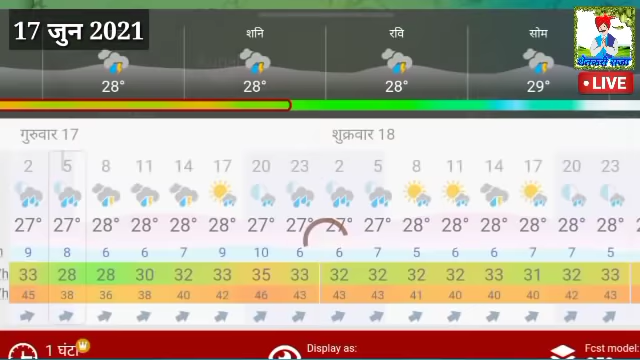 17 जून 2021
शनि रवि सोम
28° 28° 28° 29°
शेतकरी राजा
LIVE
गुरुवार 17 शुक्रवार 18
2 5 8 11 14 17 20 23 2 5 8 11 14 17 20 23
27° 27° 28° 28° 28° 28° 27° 27° 27° 27° 28° 28° 28° 28° 28° 28°
9 8 6 6 7 9 10 6 6 7 5 6 6 7 7 5
33 28 28 30 32 33 35 33 32 32 32 32 33 31 32 33
45 38 36 38 40 42 46 43 43 43 41 40 40 40 42 43
1 घंटा Display as: Fcst model: